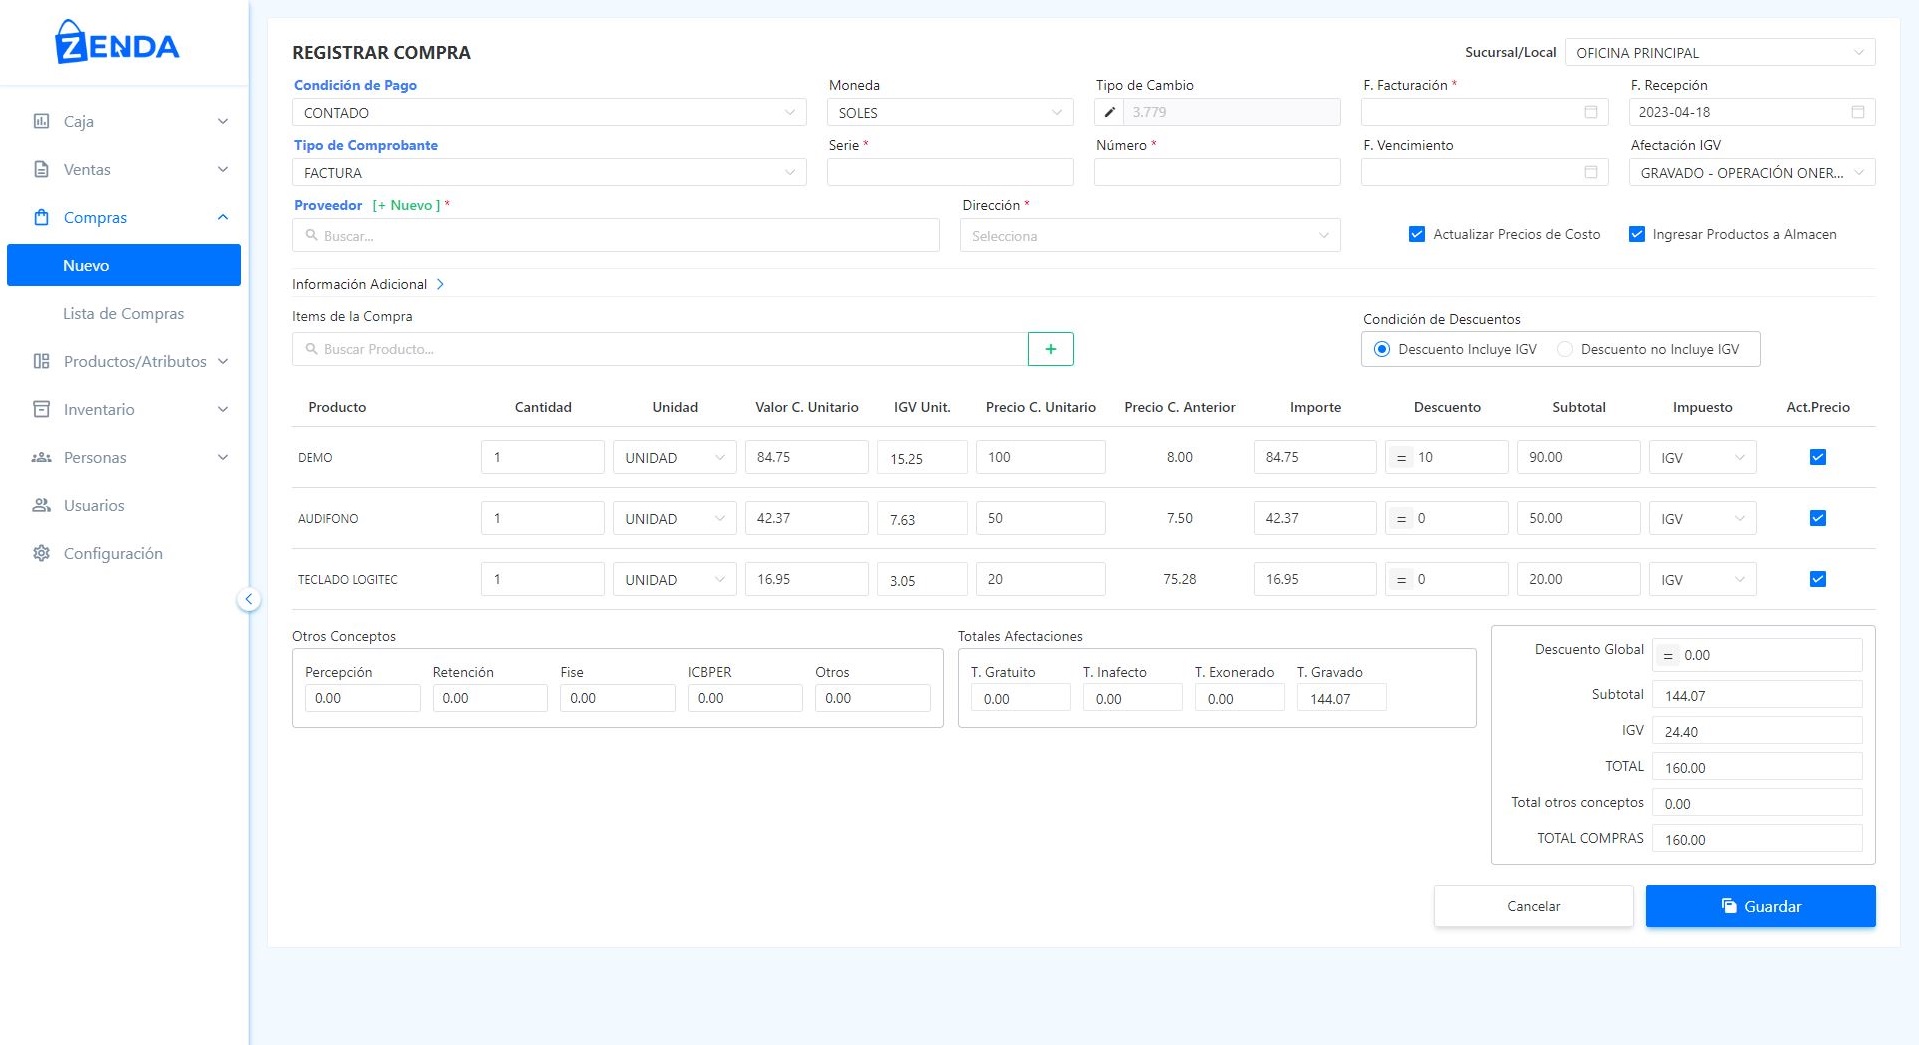 ZENDA
Caja
Ventas
Compras
Nuevo
Lista de Compras
Productos/Atributos
Inventario
Personas
Usuarios
Configuración
REGISTRAR COMPRA
Sucursal/Local OFICINA PRINCIPAL
Condición de Pago Moneda Tipo de Cambio F. Facturación * F. Recepción
CONTADO SOLES 3.779 2023-04-18
Tipo de Comprobante Serie * Número * F. Vencimiento Afectación IGV
FACTURA GRAVADO - OPERACIÓN ONER...
Proveedor [+ Nuevo ] * Dirección *
Buscar... Selecciona Actualizar Precios de Costo Ingresar Productos a Almacen
Información Adicional
Items de la Compra Condición de Descuentos
Buscar Producto... + Descuento Incluye IGV Descuento no Incluye IGV
Producto Cantidad Unidad Valor C. Unitario IGV Unit. Precio C. Unitario Precio C. Anterior Importe Descuento Subtotal Impuesto Act.Precio
DEMO 1 UNIDAD 84.75 15.25 100 8.00 84.75 = 10 90.00 IGV
AUDIFONO 1 UNIDAD 42.37 7.63 50 7.50 42.37 = 0 50.00 IGV
TECLADO LOGITEC 1 UNIDAD 16.95 3.05 20 75.28 16.95 = 0 20.00 IGV
Otros Conceptos
Percepción Retención Fise ICBPER Otros
0.00 0.00 0.00 0.00 0.00
Totales Afectaciones
T. Gratuito T. Inafecto T. Exonerado T. Gravado
0.00 0.00 0.00 144.07
Descuento Global = 0.00
Subtotal 144.07
IGV 24.40
TOTAL 160.00
Total otros conceptos 0.00
TOTAL COMPRAS 160.00
Cancelar Guardar